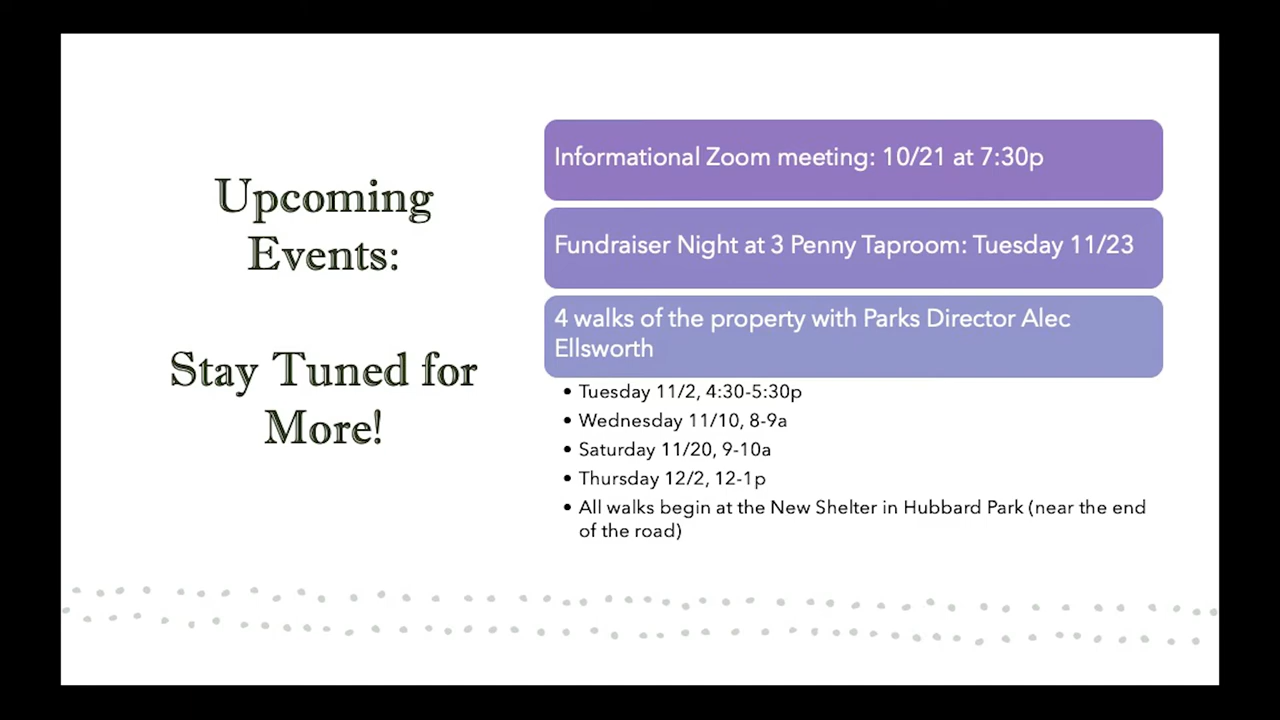 Upcoming
Events:
Stay Tuned for
More!
Informational Zoom meeting: 10/21 at 7:30p
Fundraiser Night at 3 Penny Taproom: Tuesday 11/23
4 walks of the property with Parks Director Alec
Ellsworth
• Tuesday 11/2, 4:30-5:30p
• Wednesday 11/10, 8-9a
• Saturday 11/20, 9-10a
• Thursday 12/2, 12-1p
• All walks begin at the New Shelter in Hubbard Park (near the end
of the road)